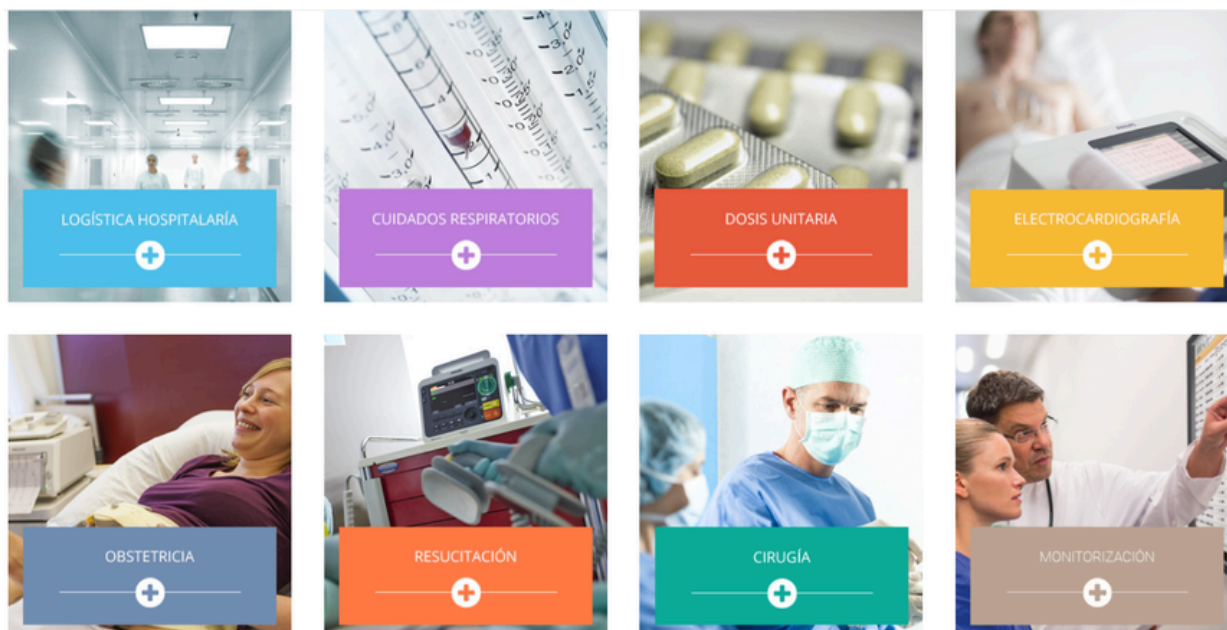 LOGÍSTICA HOSPITALARÍA
CUIDADOS RESPIRATORIOS
DOSIS UNITARIA
ELECTROCARDIOGRAFÍA
OBSTETRICIA
RESUCITACIÓN
CIRUGÍA
MONITORIZACIÓN